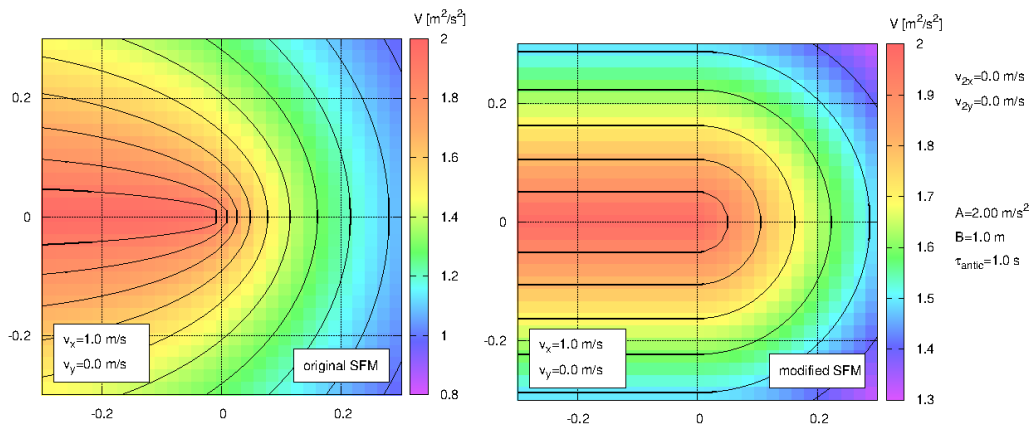 V [m²/s²]
2
1.8
1.6
1.4
1.2
1
0.8
0.2
0
-0.2
-0.2
0
0.2
vₓ=1.0 m/s
v_y=0.0 m/s
original SFM
V [m²/s²]
2
1.9
1.8
1.7
1.6
1.5
1.4
1.3
0.2
0
-0.2
-0.2
0
0.2
vₓ=1.0 m/s
v_y=0.0 m/s
modified SFM
v₂ₓ=0.0 m/s
v_2y=0.0 m/s
A=2.00 m/s²
B=1.0 m
τ_antic=1.0 s